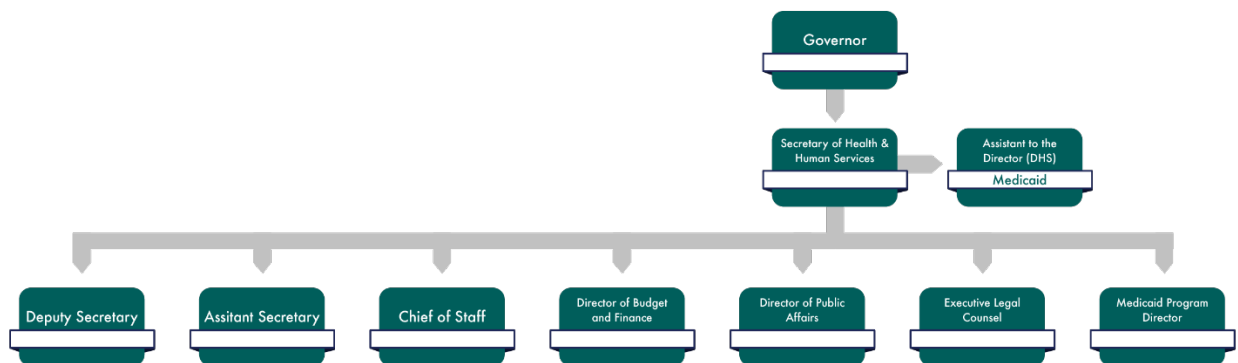 Governor
Secretary of Health &
Human Services
Assistant to the
Director (DHS)
Medicaid
Deputy Secretary
Assitant Secretary
Chief of Staff
Director of Budget
and Finance
Director of Public
Affairs
Executive Legal
Counsel
Medicaid Program
Director